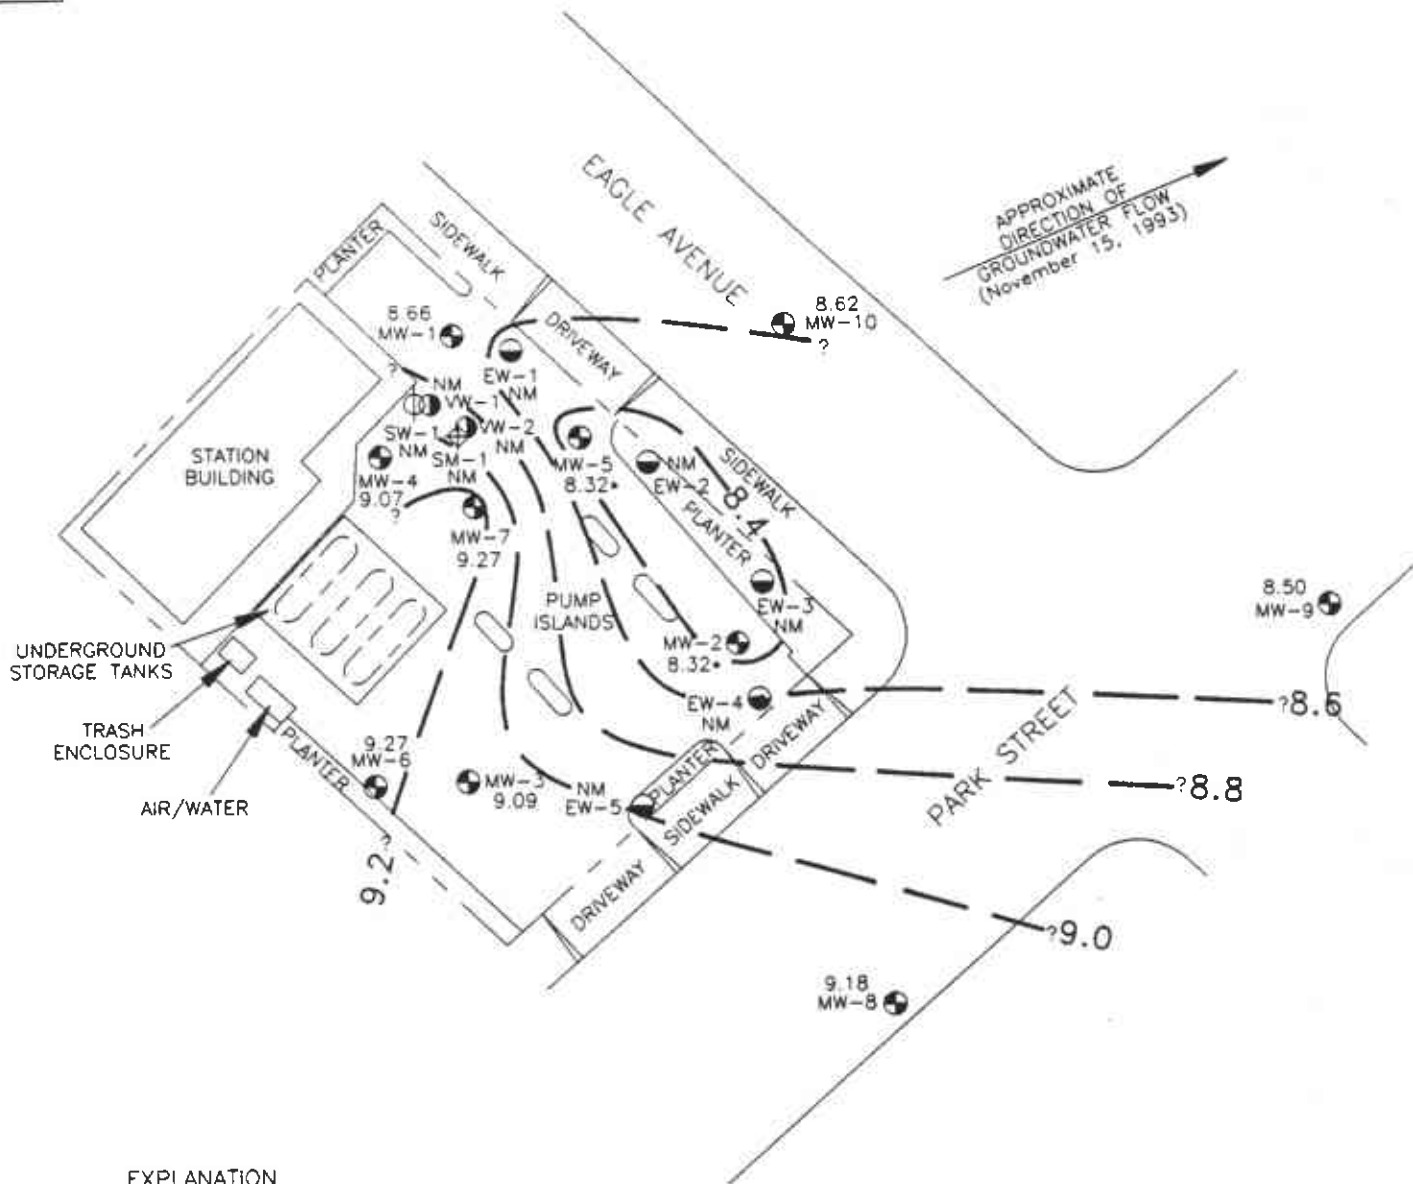 EAGLE AVENUE
APPROXIMATE
DIRECTION OF
GROUNDWATER FLOW
(November 15, 1993)
SIDEWALK
PLANTER
8.62
MW-10
?
8.66
MW-1
DRIVEWAY
EW-1
NM
?
NM
VW-1
SW-1
NM
VW-2
NM
SM-1
NM
MW-5
8.32•
NM
EW-2
SIDEWALK
8.4
PLANTER
STATION
BUILDING
MW-4
9.07
?
MW-7
9.27
PUMP
ISLANDS
EW-3
NM
8.50
MW-9
MW-2
8.32•
UNDERGROUND
STORAGE TANKS
EW-4
NM
?8.6
TRASH
ENCLOSURE
PLANTER
9.27
MW-6
MW-3
9.09
NM
EW-5
PLANTER
DRIVEWAY
SIDEWALK
PARK STREET
?8.8
AIR/WATER
?
9.2
DRIVEWAY
?9.0
9.18
MW-8
EXPLANATION